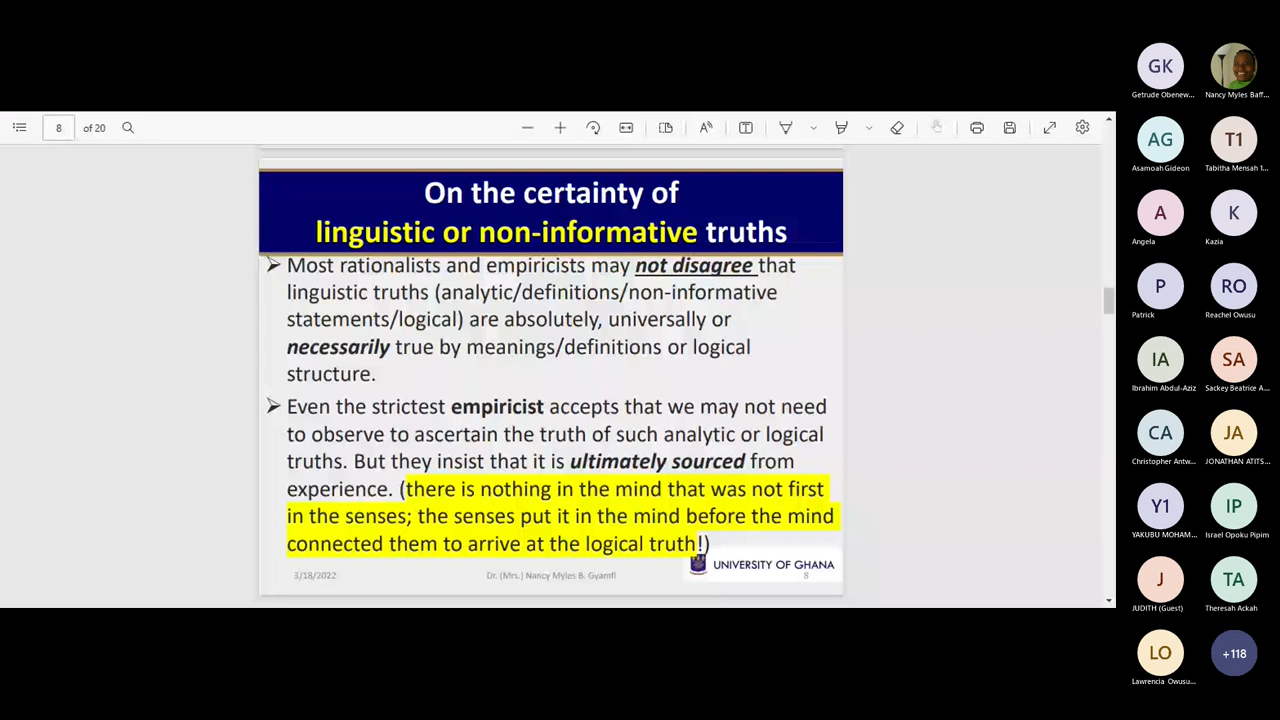 8 of 20
On the certainty of
linguistic or non-informative truths
Most rationalists and empiricists may not disagree that
linguistic truths (analytic/definitions/non-informative
statements/logical) are absolutely, universally or
necessarily true by meanings/definitions or logical
structure.
Even the strictest empiricist accepts that we may not need
to observe to ascertain the truth of such analytic or logical
truths. But they insist that it is ultimately sourced from
experience. (there is nothing in the mind that was not first
in the senses; the senses put it in the mind before the mind
connected them to arrive at the logical truth!)
UNIVERSITY OF GHANA
3/18/2022 Dr. (Mrs.) Nancy Myles B. Gyamfi 8
GK
Getrude Obenew... Nancy Myles Baff...
AG T1
Asamoah Gideon Tabitha Mensah 1...
A K
Angela Kazia
P RO
Patrick Reachel Owusu
IA SA
Ibrahim Abdul-Aziz Sackey Beatrice A...
CA JA
Christopher Antw... JONATHAN ATITS...
Y1 IP
YAKUBU MOHAM... Israel Opoku Pipim
J TA
JUDITH (Guest) Theresah Ackah
LO +118
Lawrencia Owusu...